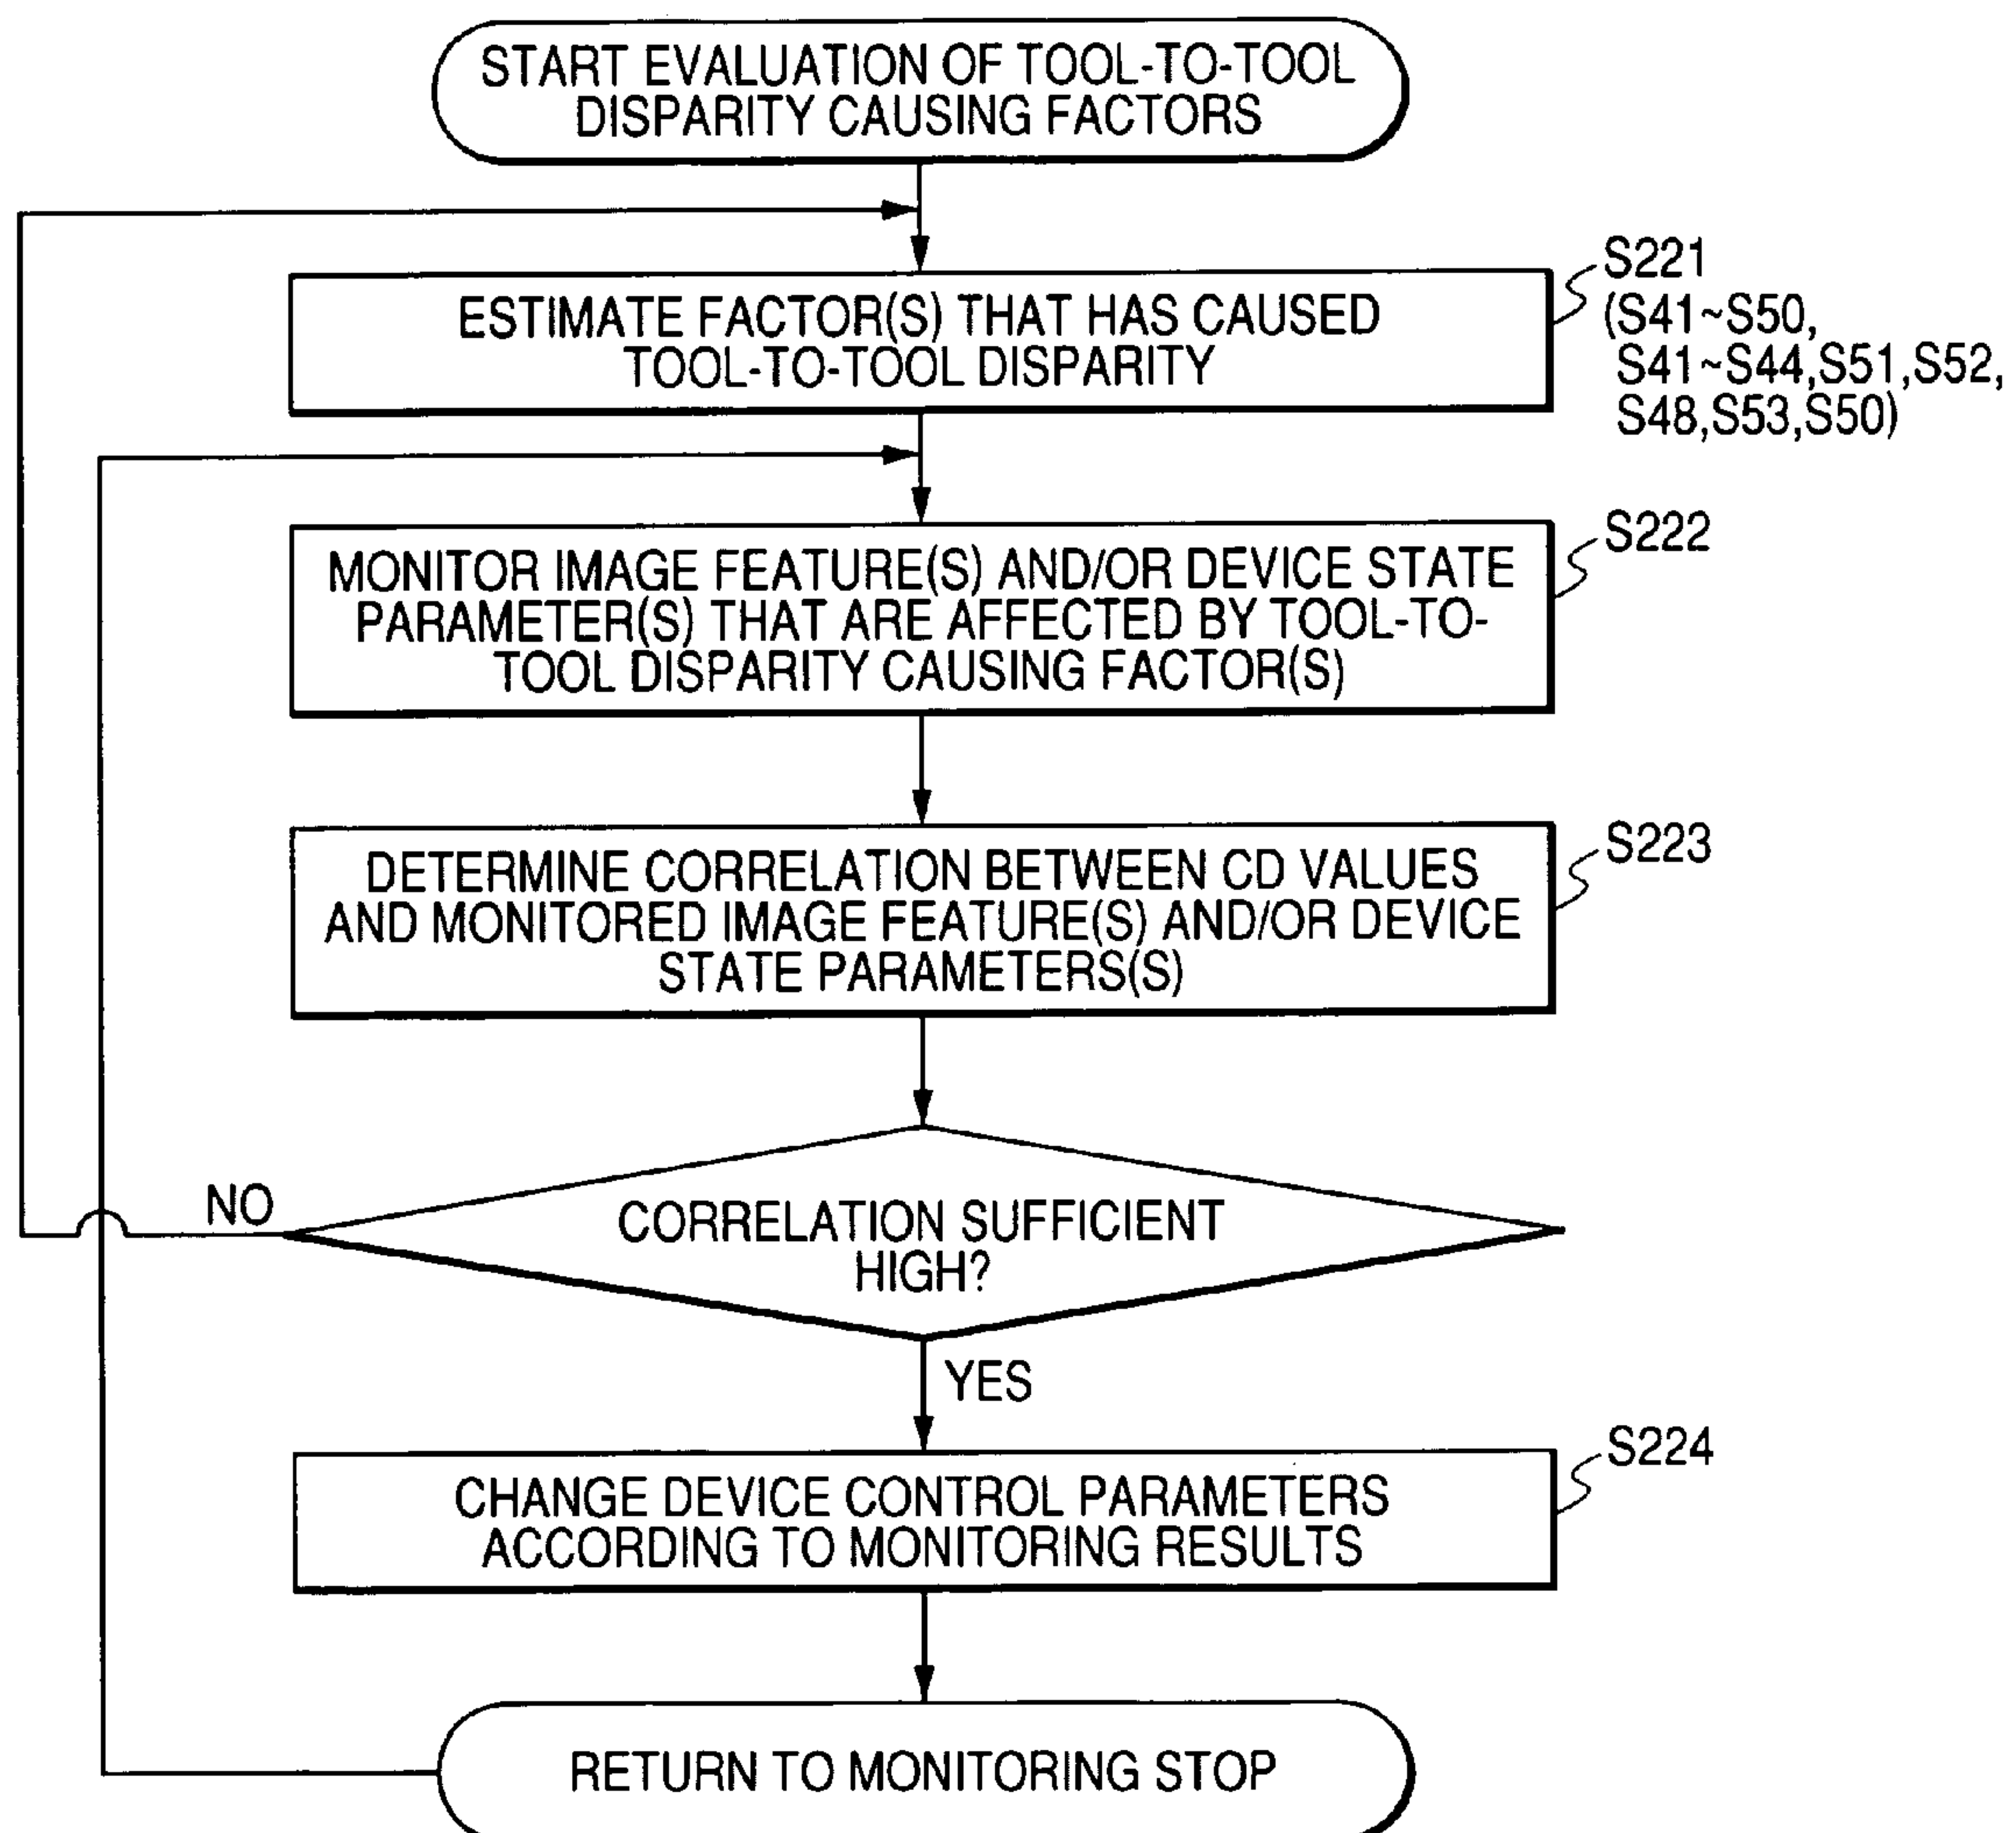 START EVALUATION OF TOOL-TO-TOOL
DISPARITY CAUSING FACTORS
ESTIMATE FACTOR(S) THAT HAS CAUSED
TOOL-TO-TOOL DISPARITY
S221
(S41~S50,
S41~S44,S51,S52,
S48,S53,S50)
MONITOR IMAGE FEATURE(S) AND/OR DEVICE STATE
PARAMETER(S) THAT ARE AFFECTED BY TOOL-TO-
TOOL DISPARITY CAUSING FACTOR(S)
S222
DETERMINE CORRELATION BETWEEN CD VALUES
AND MONITORED IMAGE FEATURE(S) AND/OR DEVICE
STATE PARAMETERS(S)
S223
NO
CORRELATION SUFFICIENT
HIGH?
YES
CHANGE DEVICE CONTROL PARAMETERS
ACCORDING TO MONITORING RESULTS
S224
RETURN TO MONITORING STOP